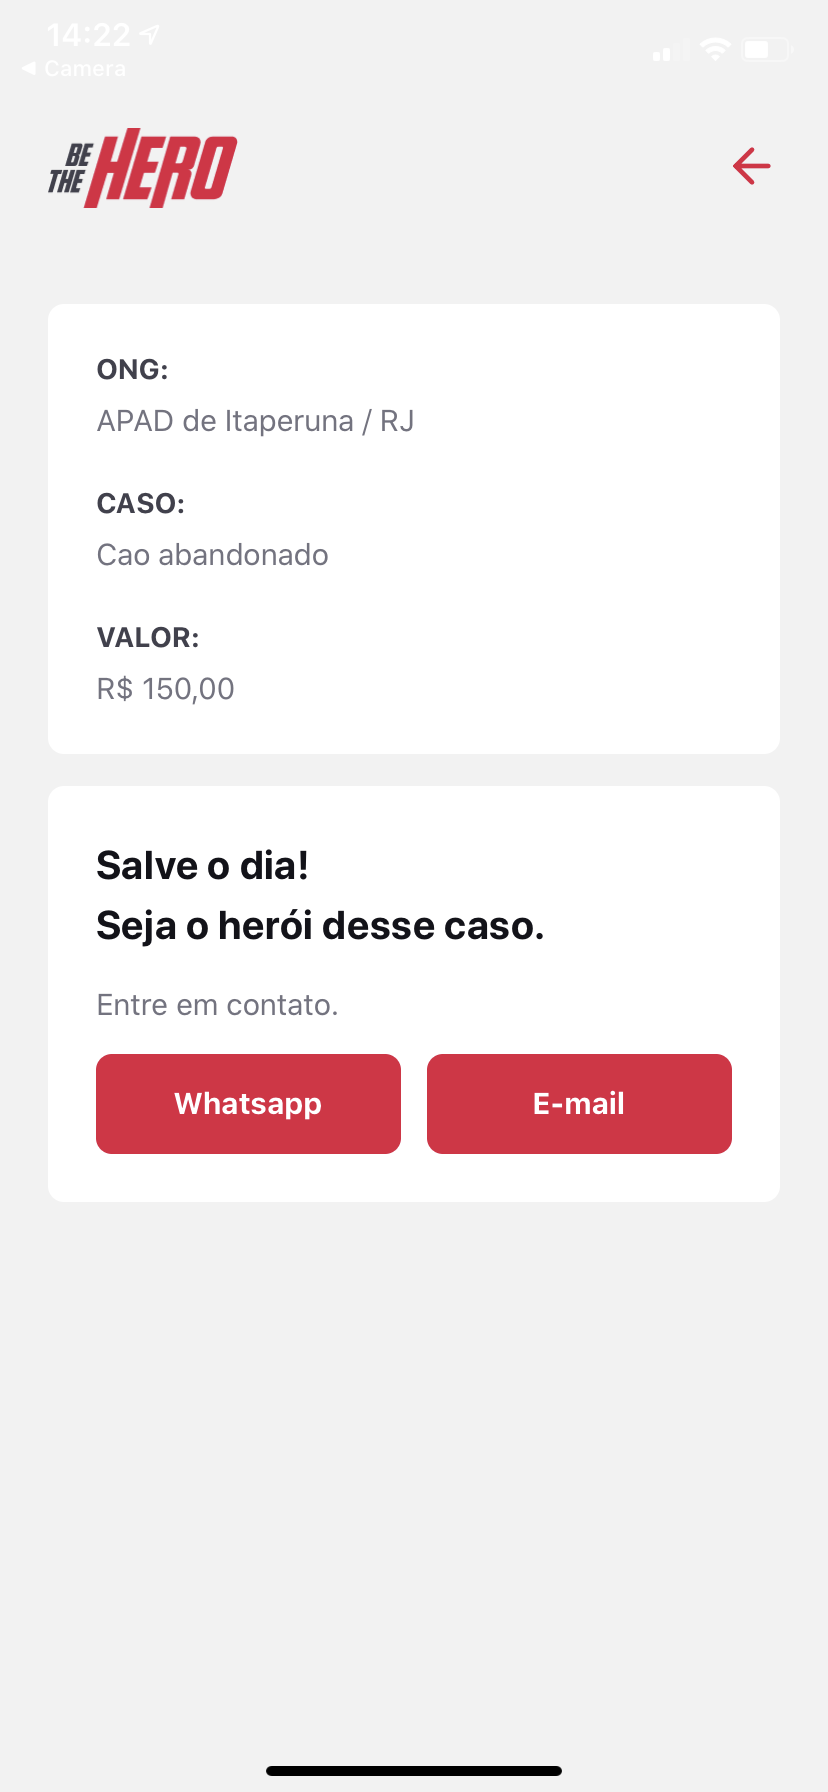 14:22
◀ Camera
BE
THE HERO
ONG:
APAD de Itaperuna / RJ
CASO:
Cao abandonado
VALOR:
R$ 150,00
Salve o dia!
Seja o herói desse caso.
Entre em contato.
Whatsapp E-mail